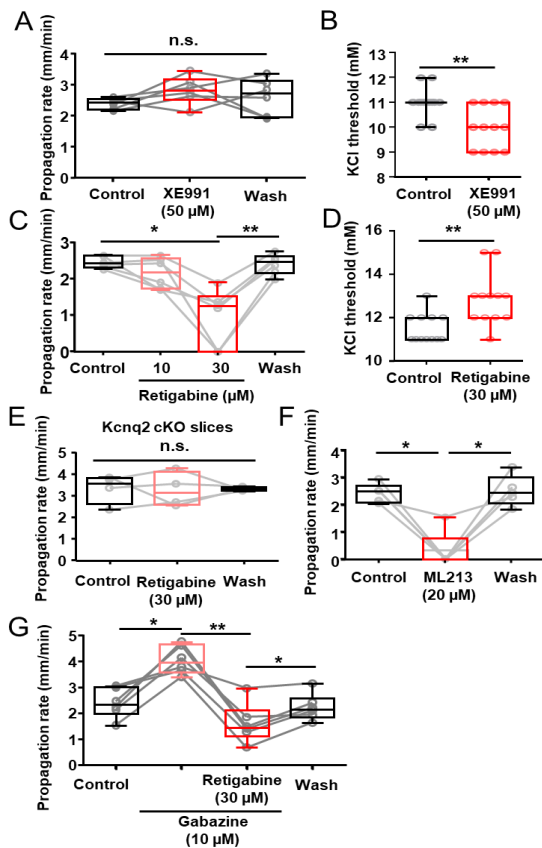 A
Propagation rate (mm/min)
4
3
2
1
0
n.s.
Control
XE991
(50 µM)
Wash
B
KCl threshold (mM)
13
12
11
10
9
8
**
Control
XE991
(50 µM)
C
Propagation rate (mm/min)
3
2
1
0
*
**
Control
10
30
Wash
Retigabine (µM)
D
KCl threshold (mM)
16
14
12
10
**
Control
Retigabine
(30 µM)
E
Kcnq2 cKO slices
n.s.
Propagation rate (mm/min)
5
4
3
2
1
0
Control
Retigabine
(30 µM)
Wash
F
Propagation rate (mm/min)
4
3
2
1
0
*
*
Control
ML213
(20 µM)
Wash
G
Propagation rate (mm/min)
5
4
3
2
1
0
*
**
*
Control
Retigabine
(30 µM)
Wash
Gabazine
(10 µM)